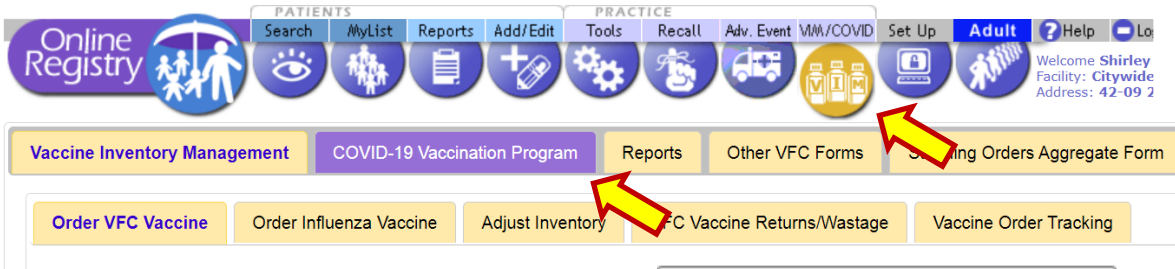 PATIENTS PRACTICE
Search MyList Reports Add/Edit Tools Recall Adv. Event VIM/COVID Set Up Adult Help
Online
Registry
Welcome Shirley
Facility: Citywide
Address: 42-09
V I M
Vaccine Inventory Management COVID-19 Vaccination Program Reports Other VFC Forms Orders Aggregate Form
Order VFC Vaccine Order Influenza Vaccine Adjust Inventory Vaccine Returns/Wastage Vaccine Order Tracking